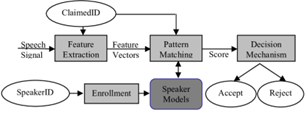 ClaimedID
Speech
Signal
Feature
Extraction
Feature
Vectors
Pattern
Matching
Score
Decision
Mechanism
SpeakerID
Enrollment
Speaker
Models
Accept
Reject